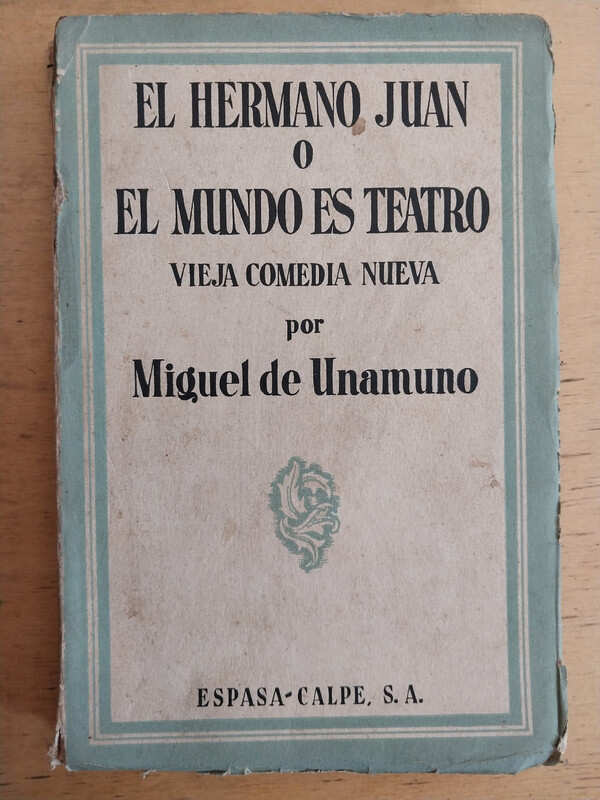 EL HERMANO JUAN
O
EL MUNDO ES TEATRO
VIEJA COMEDIA NUEVA
por
Miguel de Unamuno
ESPASA-CALPE, S. A.